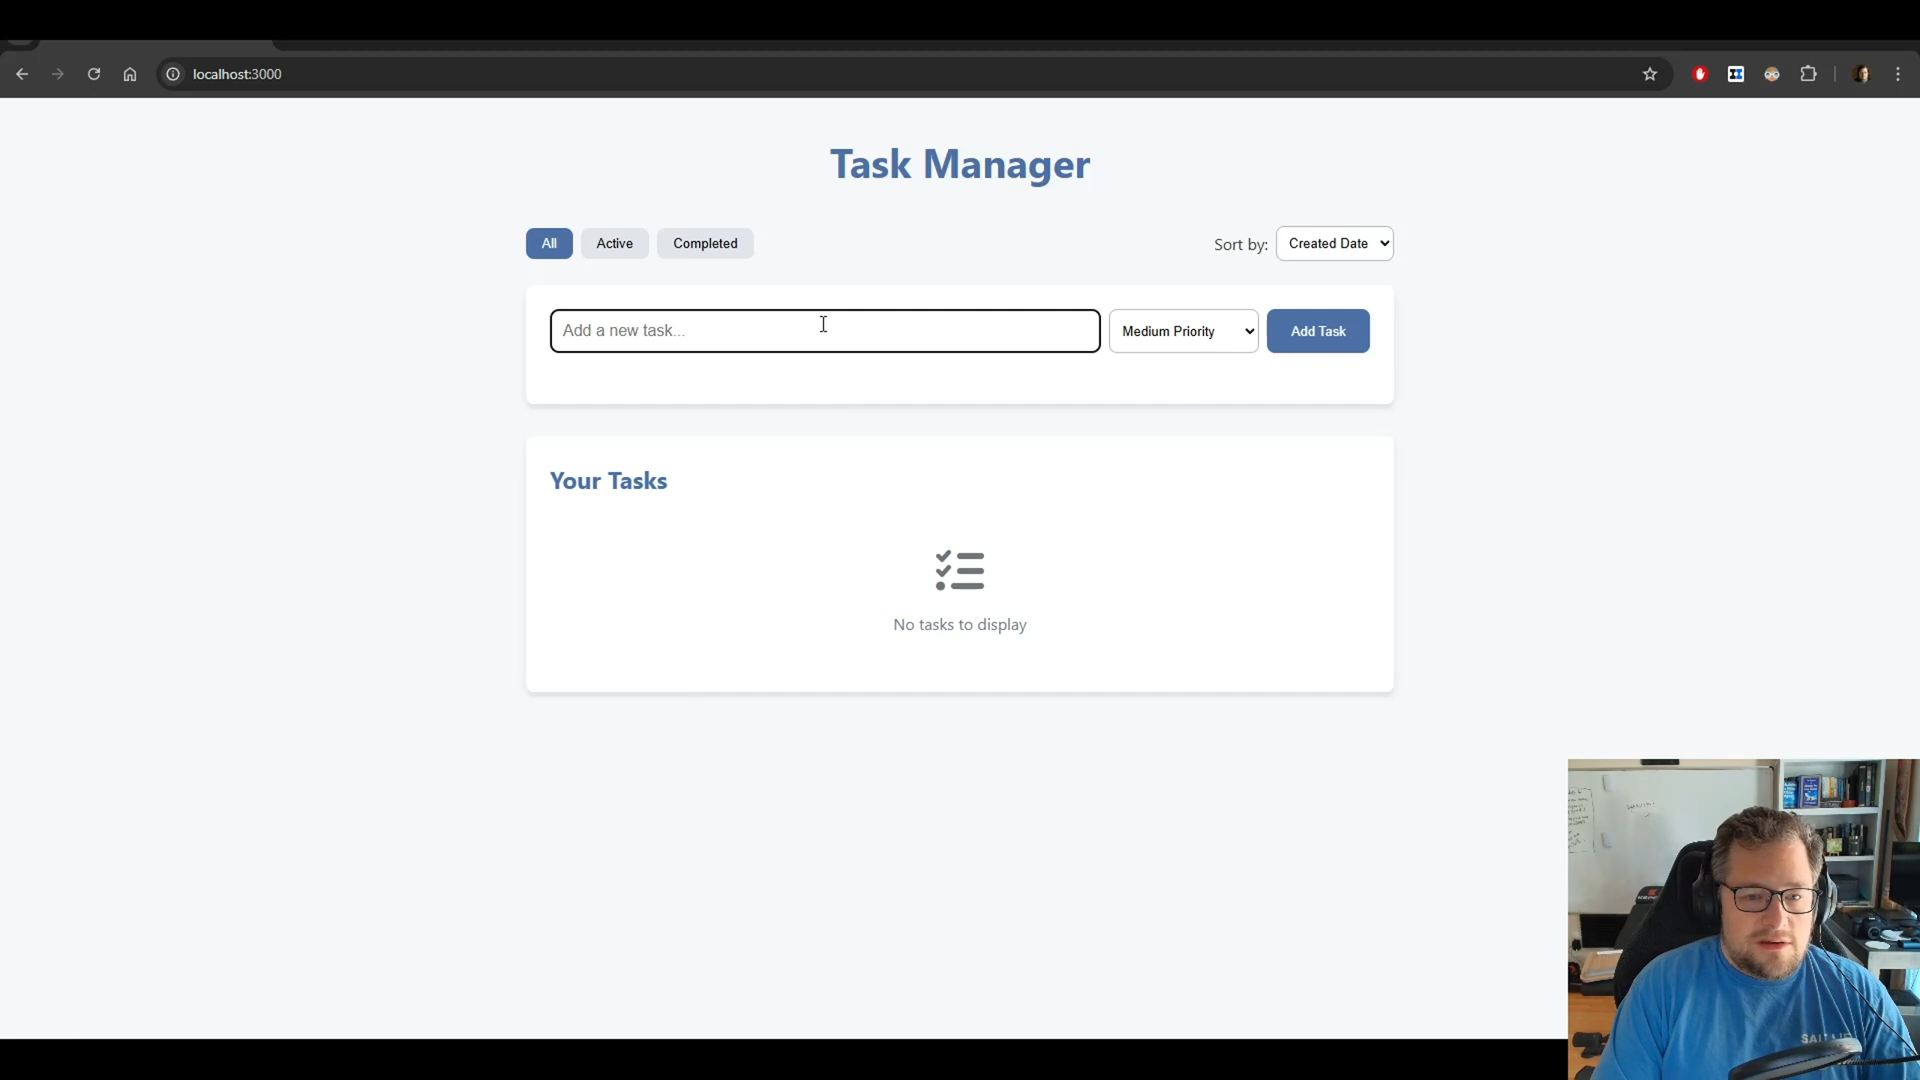 localhost:3000
Task Manager
All Active Completed Sort by: Created Date
Add a new task... Medium Priority Add Task
Your Tasks
No tasks to display